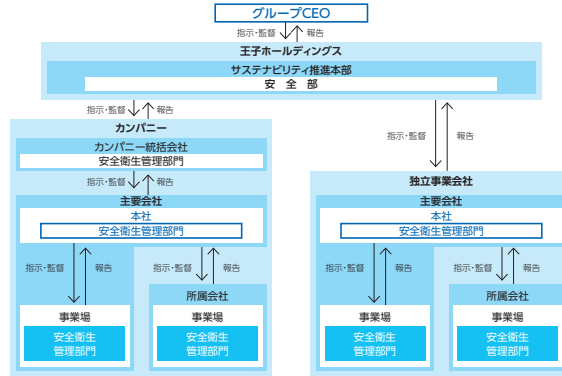 グループCEO
指示・監督
報告
王子ホールディングス
サステナビリティ推進本部
安全部
指示・監督
報告
指示・監督
報告
カンパニー
カンパニー統括会社
安全衛生管理部門
指示・監督
報告
主要会社
本社
安全衛生管理部門
指示・監督
報告
指示・監督
報告
事業場
安全衛生
管理部門
所属会社
事業場
安全衛生
管理部門
独立事業会社
主要会社
本社
安全衛生管理部門
指示・監督
報告
指示・監督
報告
事業場
安全衛生
管理部門
所属会社
事業場
安全衛生
管理部門